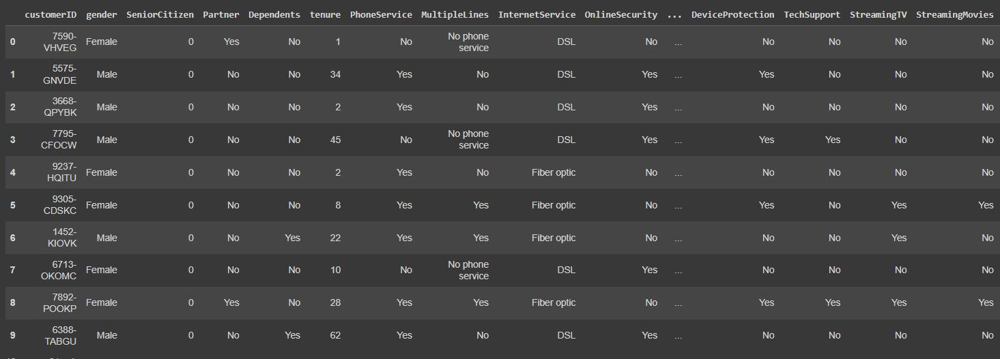 customerID gender SeniorCitizen Partner Dependents tenure PhoneService MultipleLines InternetService OnlineSecurity ... DeviceProtection TechSupport StreamingTV StreamingMovies
0 7590-VHVEG Female 0 Yes No 1 No No phone service DSL No ... No No No No
1 5575-GNVDE Male 0 No No 34 Yes No DSL Yes ... Yes No No No
2 3668-QPYBK Male 0 No No 2 Yes No DSL Yes ... No No No No
3 7795-CFOCW Male 0 No No 45 No No phone service DSL Yes ... Yes Yes No No
4 9237-HQITU Female 0 No No 2 Yes No Fiber optic No ... No No No No
5 9305-CDSKC Female 0 No No 8 Yes Yes Fiber optic No ... Yes No Yes Yes
6 1452-KIOVK Male 0 No Yes 22 Yes Yes Fiber optic No ... No No Yes No
7 6713-OKOMC Female 0 No No 10 No No phone service DSL Yes ... No No No No
8 7892-POOKP Female 0 Yes No 28 Yes Yes Fiber optic No ... Yes Yes Yes Yes
9 6388-TABGU Male 0 No Yes 62 Yes No DSL Yes ... No No No No